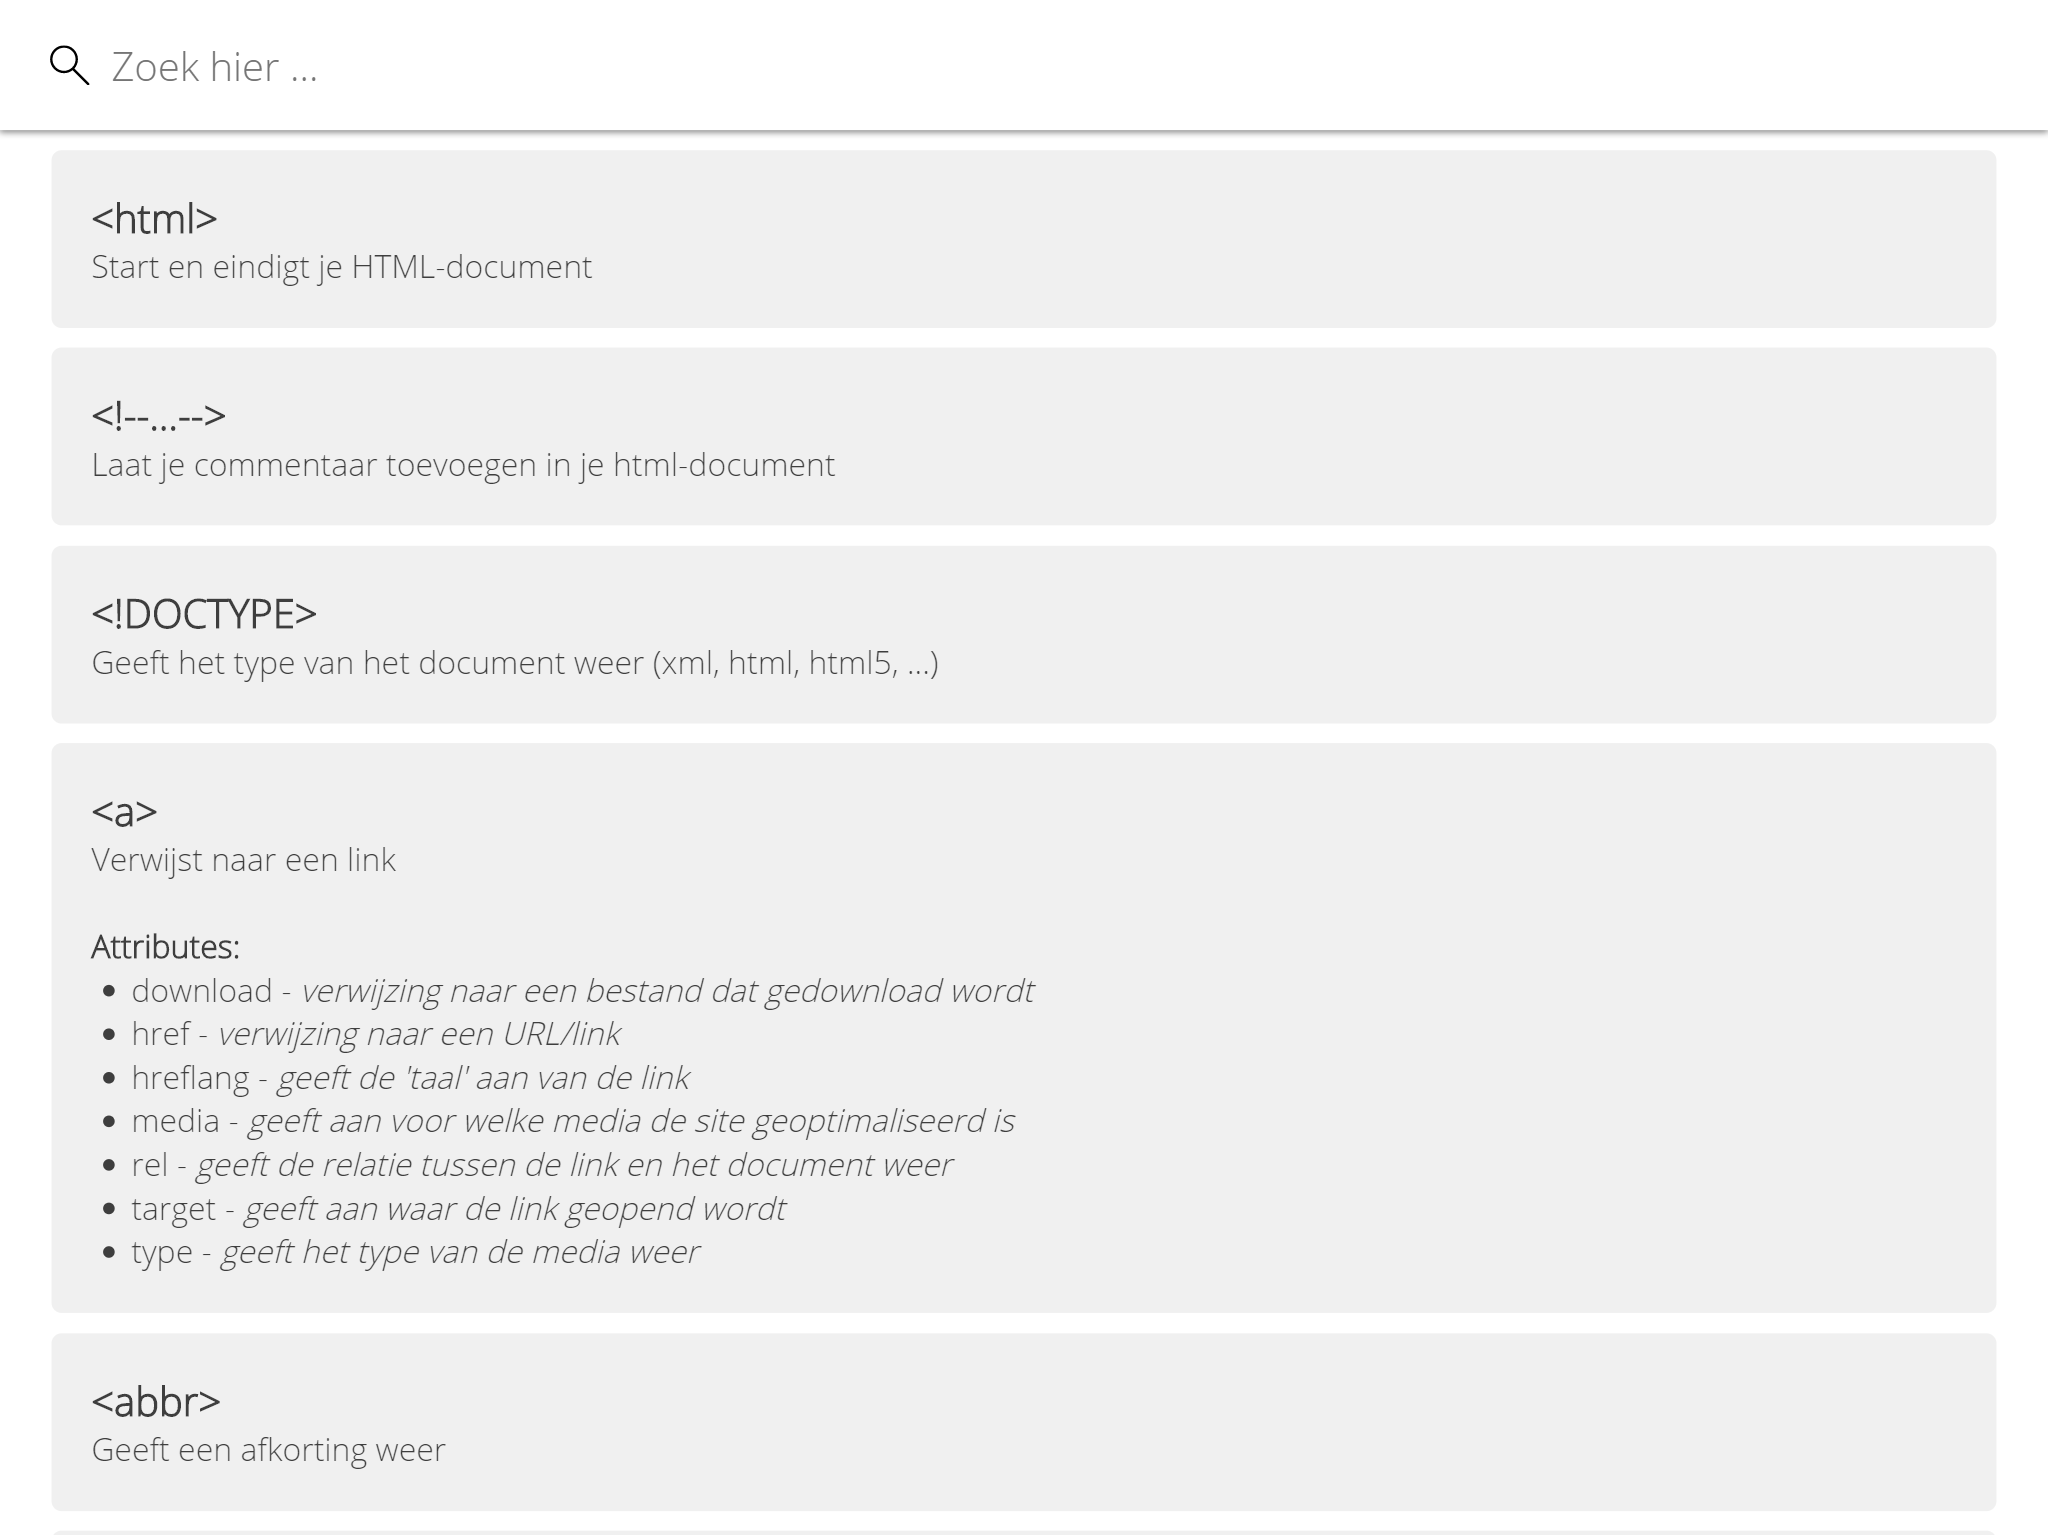 Zoek hier ...
<html>
Start en eindigt je HTML-document
<!--...-->
Laat je commentaar toevoegen in je html-document
<!DOCTYPE>
Geeft het type van het document weer (xml, html, html5, ...)
<a>
Verwijst naar een link
Attributes:
• download - verwijzing naar een bestand dat gedownload wordt
• href - verwijzing naar een URL/link
• hreflang - geeft de 'taal' aan van de link
• media - geeft aan voor welke media de site geoptimaliseerd is
• rel - geeft de relatie tussen de link en het document weer
• target - geeft aan waar de link geopend wordt
• type - geeft het type van de media weer
<abbr>
Geeft een afkorting weer